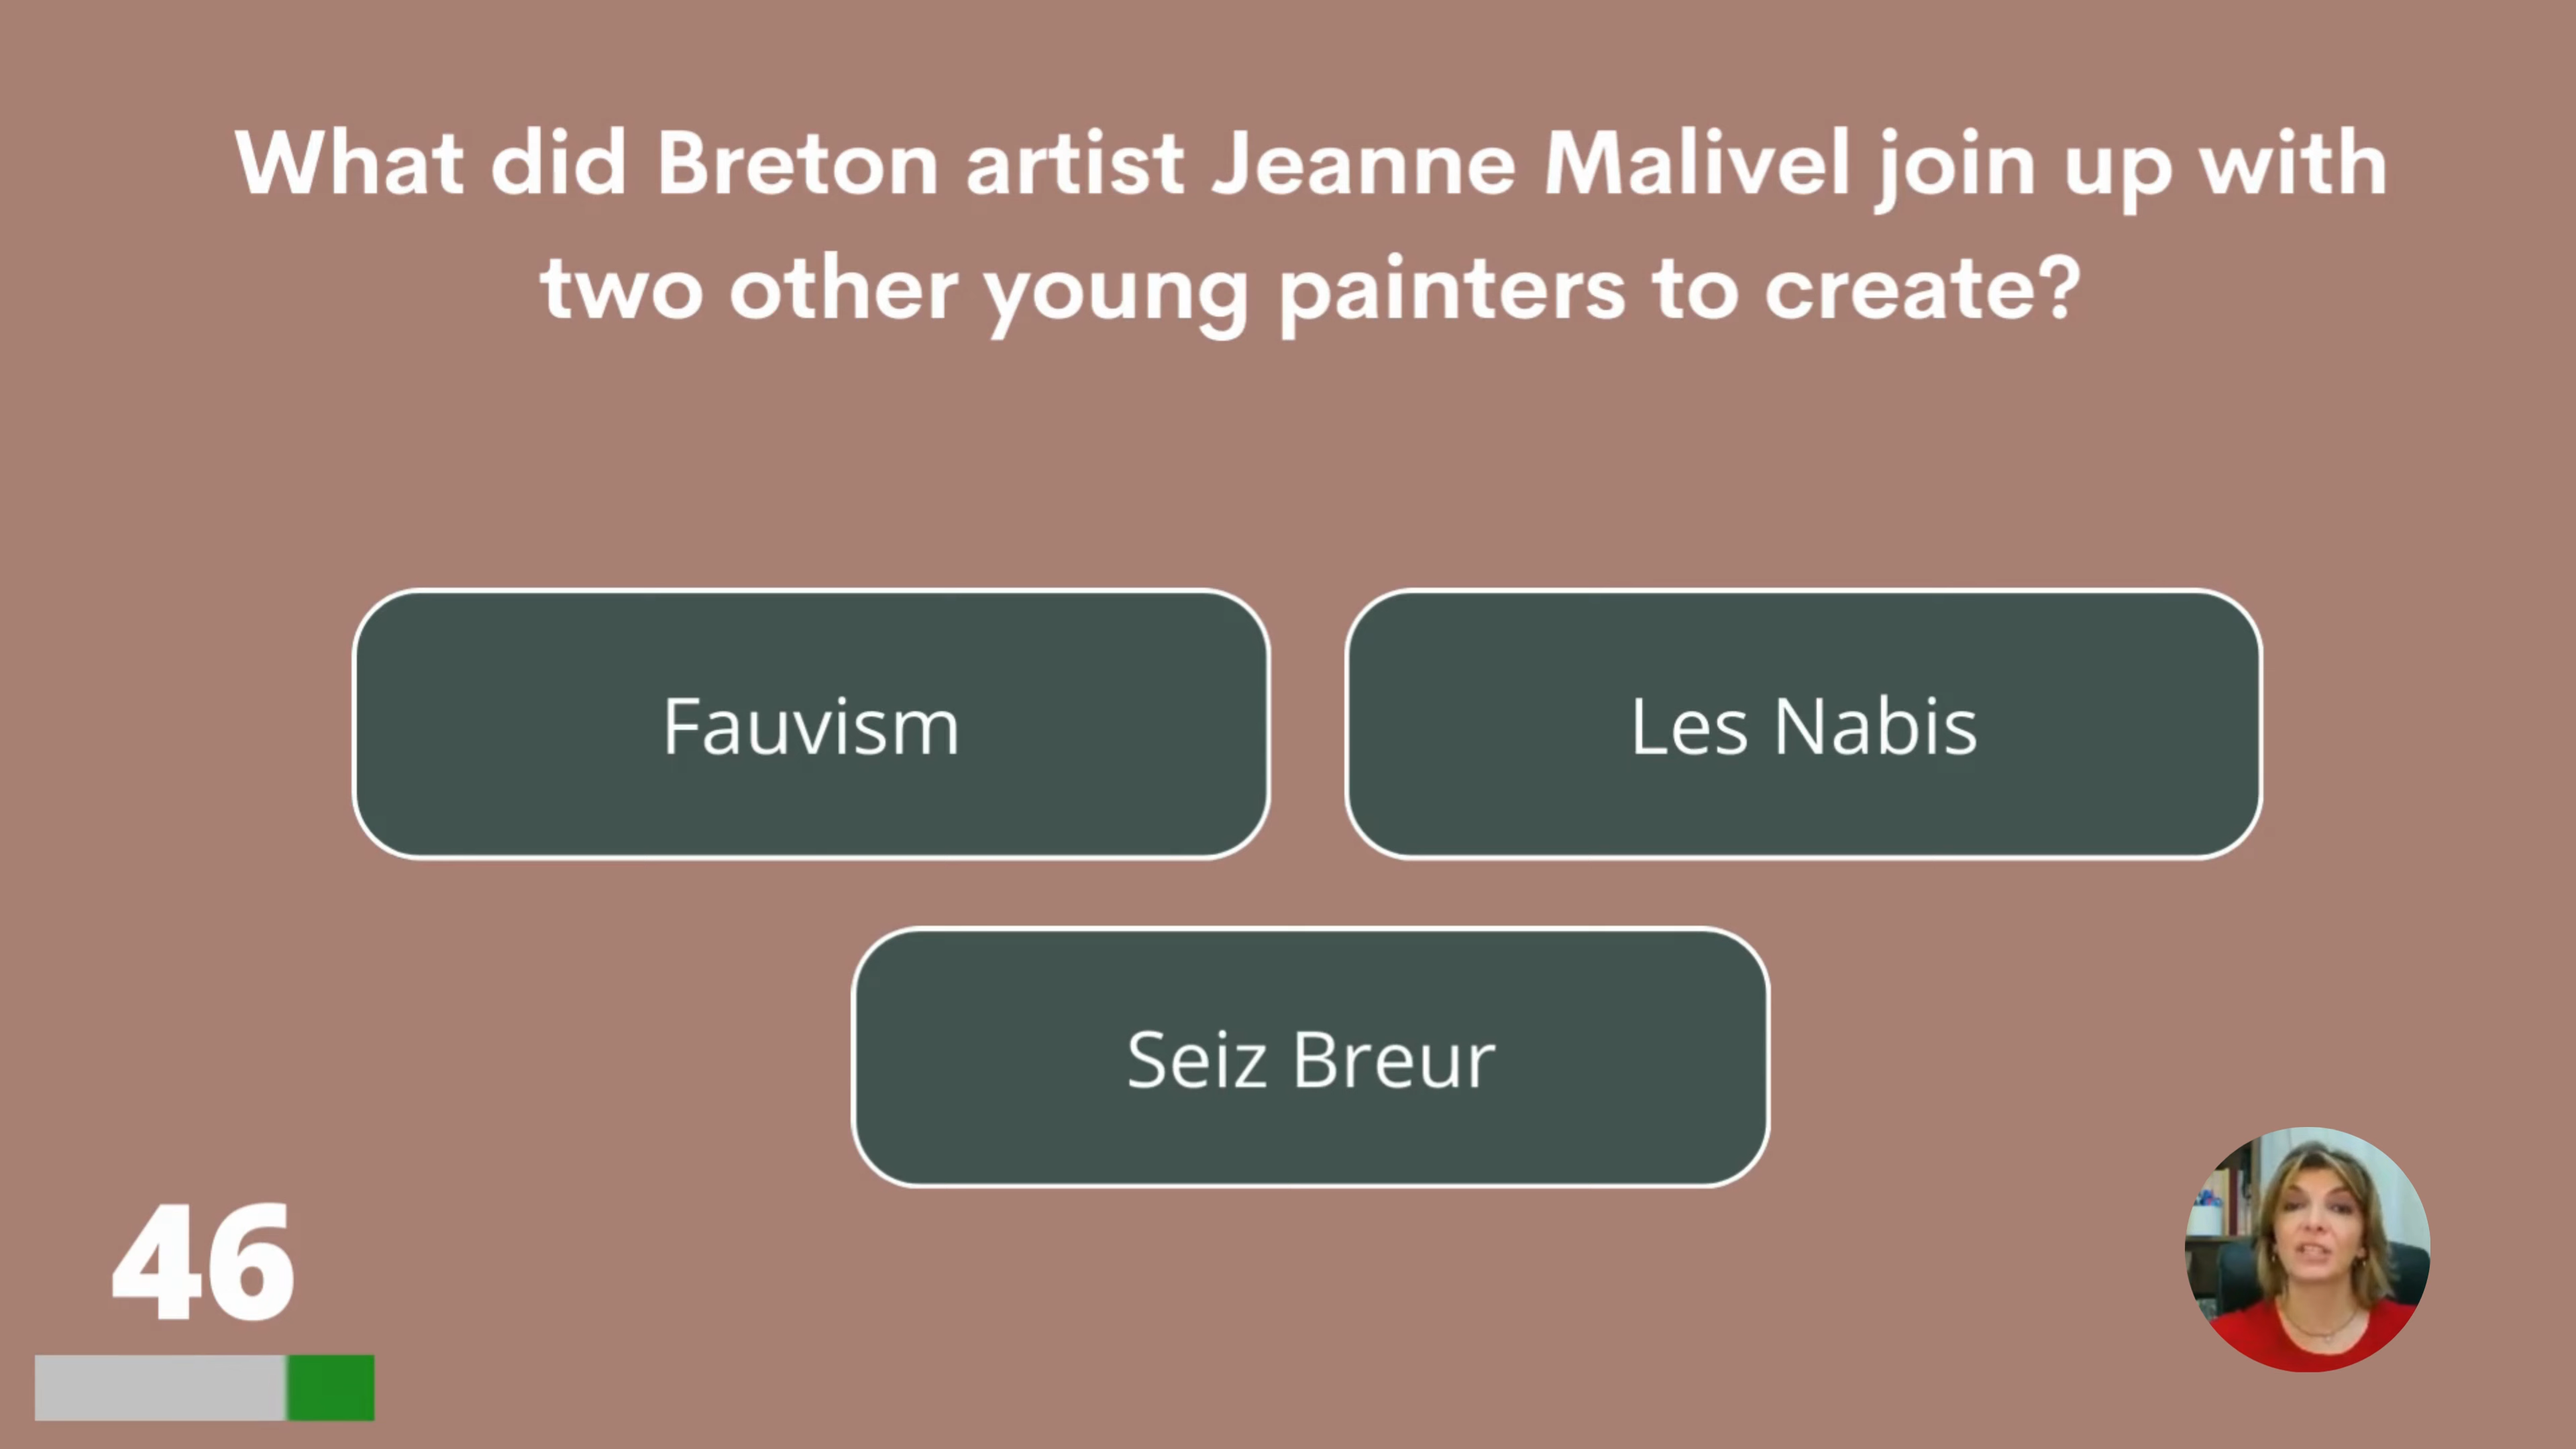 What did Breton artist Jeanne Malivel join up with
two other young painters to create?
Fauvism
Les Nabis
Seiz Breur
46